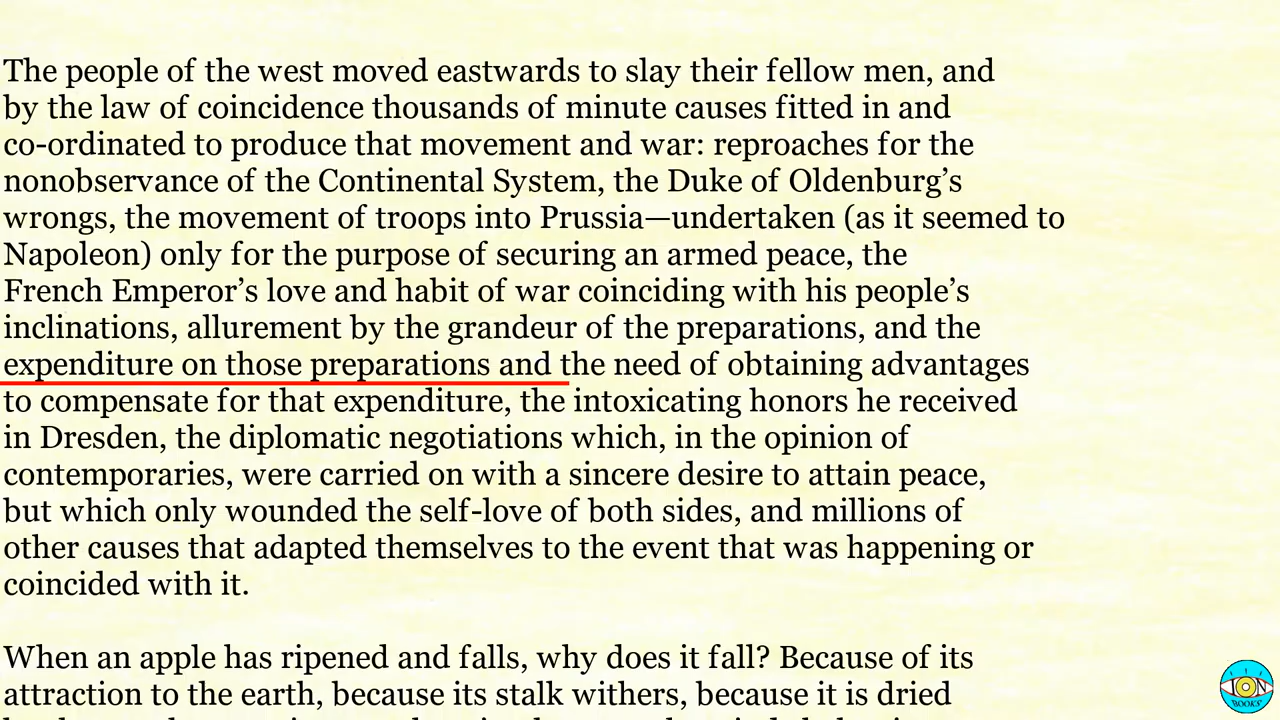 The people of the west moved eastwards to slay their fellow men, and
by the law of coincidence thousands of minute causes fitted in and
co-ordinated to produce that movement and war: reproaches for the
nonobservance of the Continental System, the Duke of Oldenburg’s
wrongs, the movement of troops into Prussia—undertaken (as it seemed to
Napoleon) only for the purpose of securing an armed peace, the
French Emperor’s love and habit of war coinciding with his people’s
inclinations, allurement by the grandeur of the preparations, and the
expenditure on those preparations and the need of obtaining advantages
to compensate for that expenditure, the intoxicating honors he received
in Dresden, the diplomatic negotiations which, in the opinion of
contemporaries, were carried on with a sincere desire to attain peace,
but which only wounded the self-love of both sides, and millions of
other causes that adapted themselves to the event that was happening or
coincided with it.
When an apple has ripened and falls, why does it fall? Because of its
attraction to the earth, because its stalk withers, because it is dried
ION
BOOKS